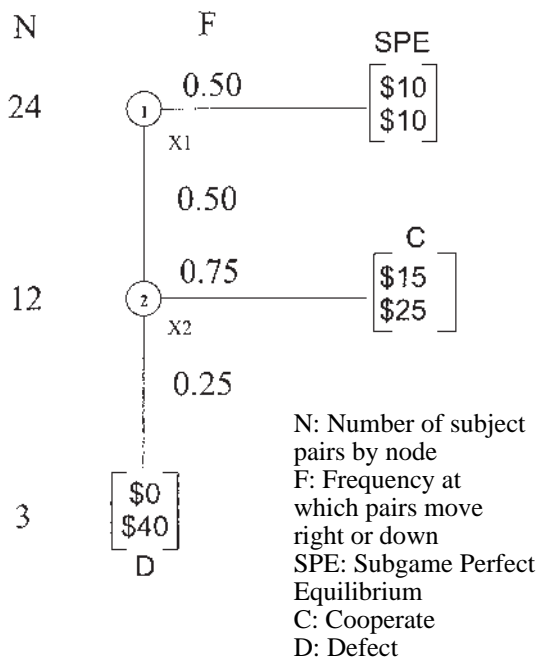 N F
SPE
24 1 0.50 $10
$10
X1
0.50
C
12 2 0.75 $15
$25
X2
0.25
3 $0
$40
D
N: Number of subject
pairs by node
F: Frequency at
which pairs move
right or down
SPE: Subgame Perfect
Equilibrium
C: Cooperate
D: Defect